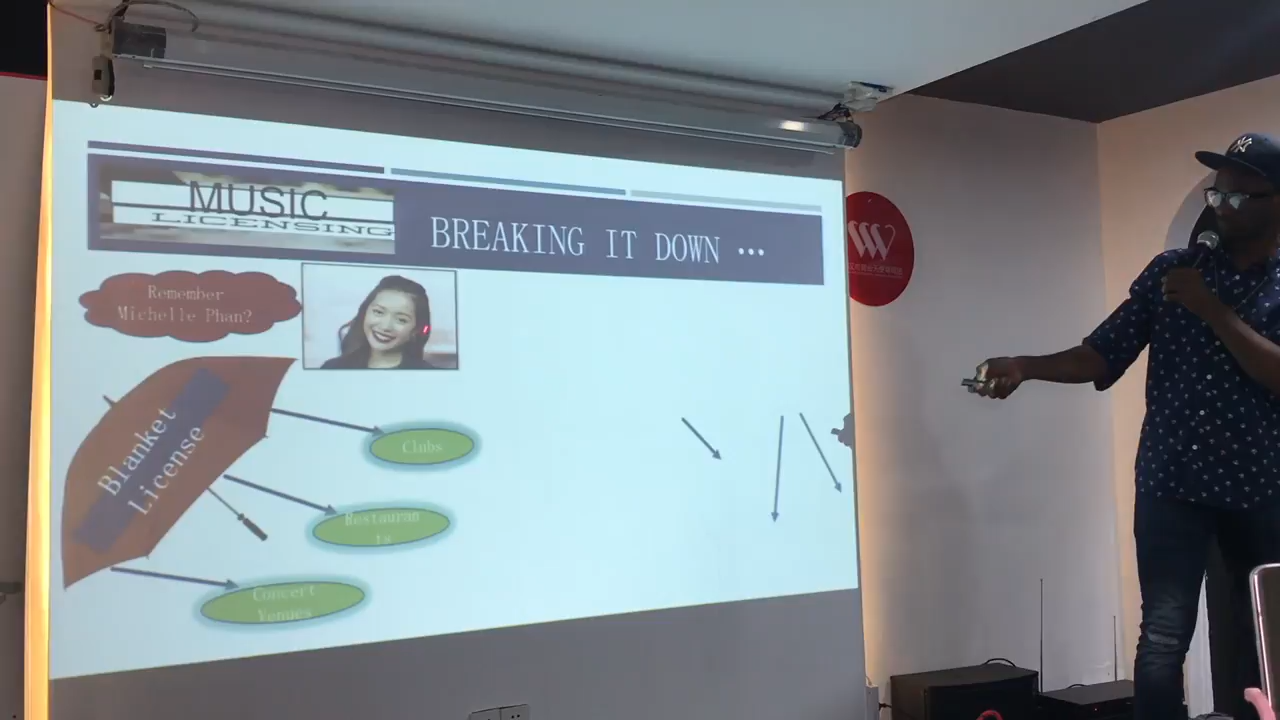 MUSIC
LICENSING
BREAKING IT DOWN ...
Remember
Michelle Phan?
Blanket
License
Clubs
Restauran
ts
Concert
Venues